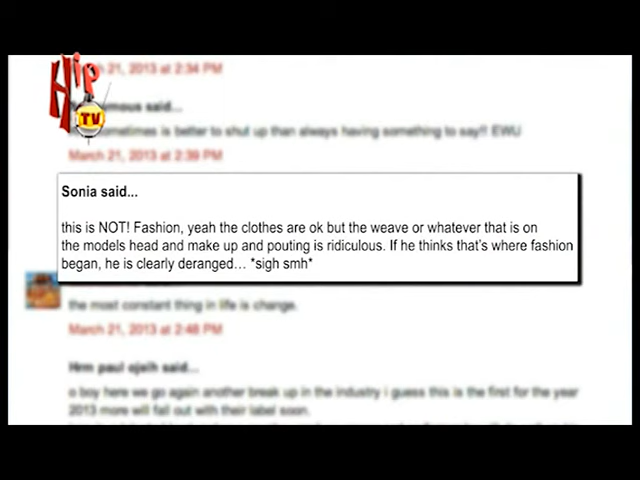 Hip
TV
21, 2013 at 2:34 PM
mous said...
ometimes is better to shut up than always having something to say!! EWU
March 21, 2013 at 2:39 PM
Sonia said...
this is NOT! Fashion, yeah the clothes are ok but the weave or whatever that is on
the models head and make up and pouting is ridiculous. If he thinks that's where fashion
began, he is clearly deranged... *sigh smh*
the most constant thing in life is change.
March 21, 2013 at 2:48 PM
Hrm paul ojeih said...
o boy here we go again another break up in the industry i guess this is the first for the year
2013 more will fall out with their label soon.